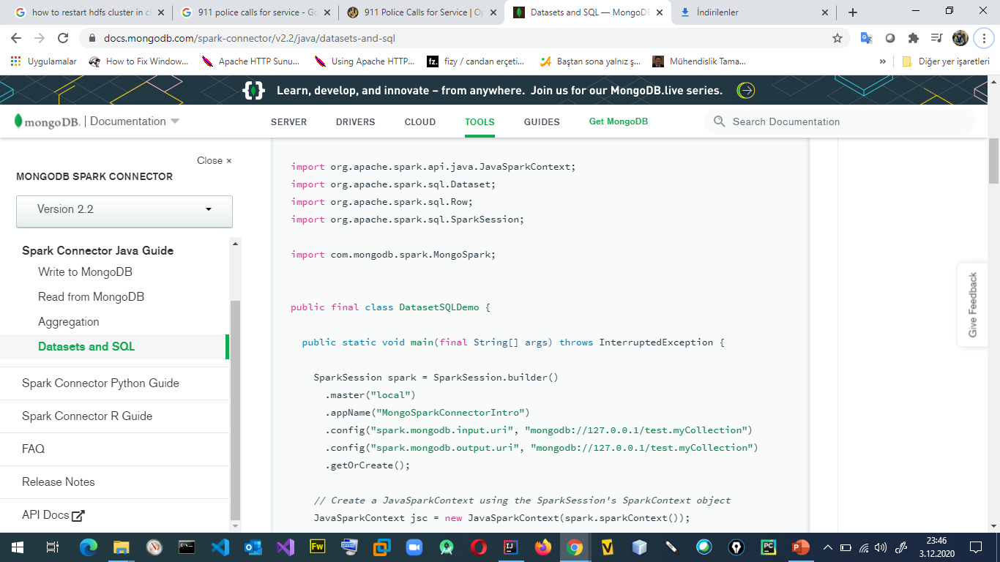 how to restart hdfs cluster in cl
911 police calls for service - Go
911 Police Calls for Service | Op
Datasets and SQL — MongoDB
İndirilenler
docs.mongodb.com/spark-connector/v2.2/java/datasets-and-sql
Uygulamalar
How to Fix Window...
Apache HTTP Sunu...
Using Apache HTTP...
fz.
fizy / candan erçeti...
Baştan sona yalnız ş...
Mühendislik Tama...
»
Diğer yer işaretleri
Learn, develop, and innovate – from anywhere. Join us for our MongoDB.live series.
mongoDB. | Documentation
SERVER
DRIVERS
CLOUD
TOOLS
GUIDES
Get MongoDB
Search Documentation
Close ×
MONGODB SPARK CONNECTOR
Version 2.2
Spark Connector Java Guide
Write to MongoDB
Read from MongoDB
Aggregation
Datasets and SQL
Spark Connector Python Guide
Spark Connector R Guide
FAQ
Release Notes
API Docs
import org.apache.spark.api.java.JavaSparkContext;
import org.apache.spark.sql.Dataset;
import org.apache.spark.sql.Row;
import org.apache.spark.sql.SparkSession;
import com.mongodb.spark.MongoSpark;
public final class DatasetSQLDemo {
public static void main(final String[] args) throws InterruptedException {
SparkSession spark = SparkSession.builder()
.master("local")
.appName("MongoSparkConnectorIntro")
.config("spark.mongodb.input.uri", "mongodb://127.0.0.1/test.myCollection")
.config("spark.mongodb.output.uri", "mongodb://127.0.0.1/test.myCollection")
.getOrCreate();
// Create a JavaSparkContext using the SparkSession's SparkContext object
JavaSparkContext jsc = new JavaSparkContext(spark.sparkContext());
Give Feedback
Fw
IJ
PC
23:46
3.12.2020